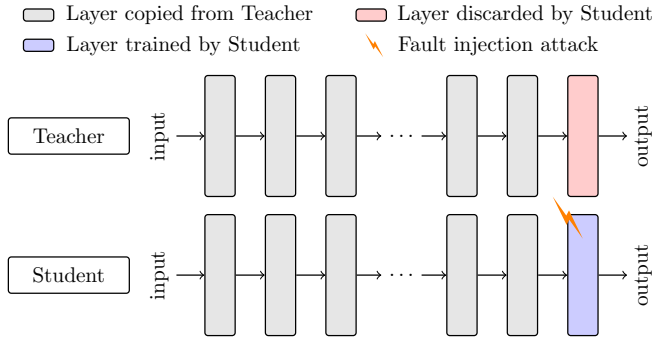 Layer copied from Teacher
Layer discarded by Student
Layer trained by Student
Fault injection attack
Teacher
input
· · ·
output
Student
input
· · ·
output